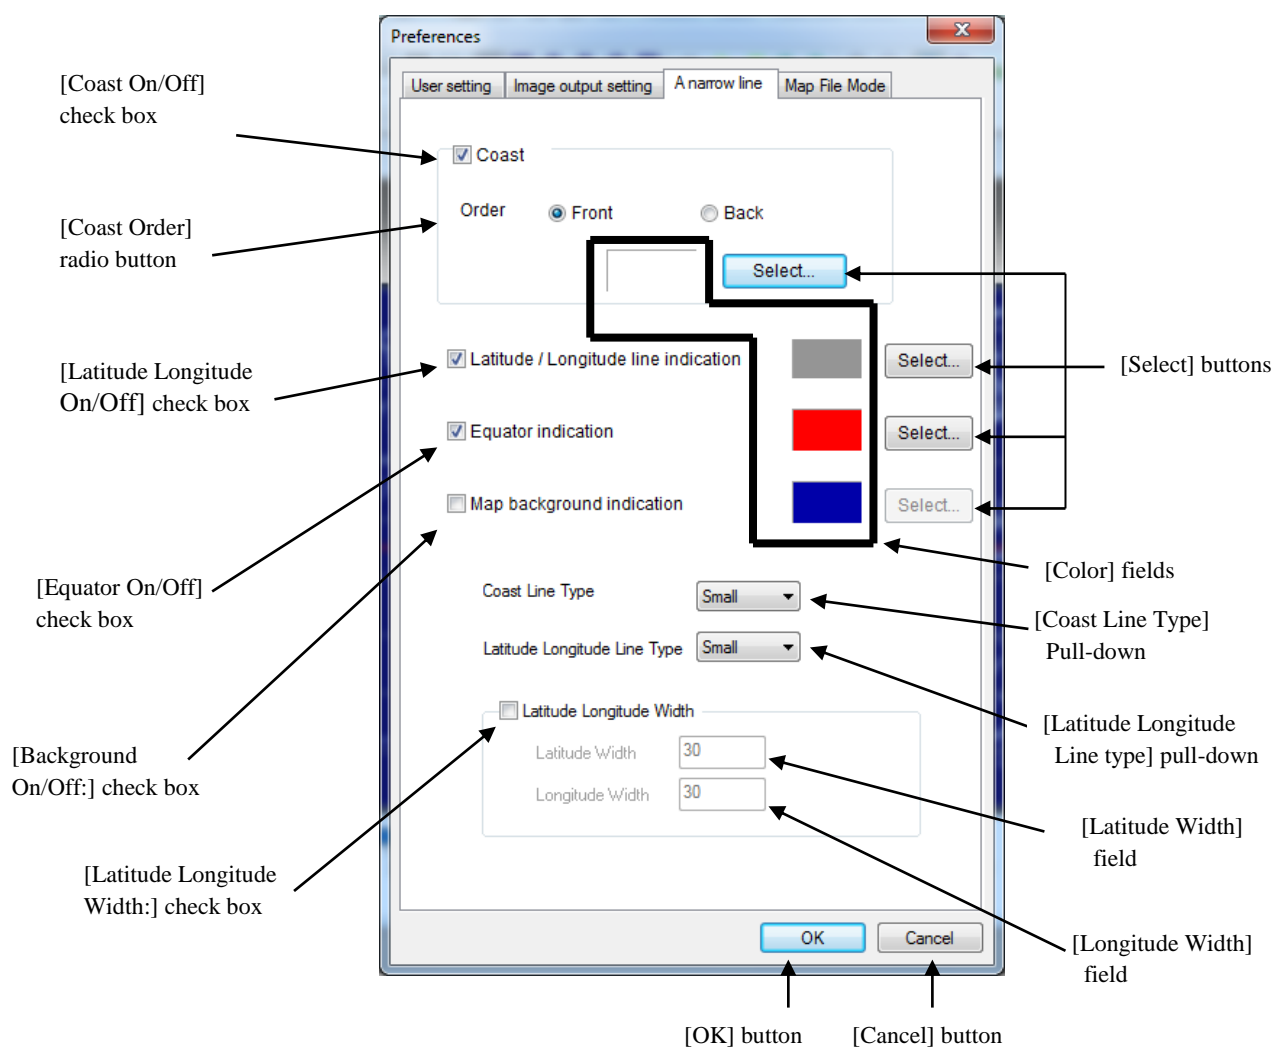 Preferences
User setting
Image output setting
A narrow line
Map File Mode
[Coast On/Off]
check box
Coast
[Coast Order]
radio button
Order
Front
Back
Select...
[Latitude Longitude
On/Off] check box
Latitude / Longitude line indication
Select...
[Select] buttons
Equator indication
Select...
Map background indication
Select...
[Equator On/Off]
check box
[Color] fields
Coast Line Type
Small
[Coast Line Type]
Pull-down
Latitude Longitude Line Type
Small
Latitude Longitude Width
[Latitude Longitude
Line type] pull-down
[Background
On/Off:] check box
Latitude Width
30
Longitude Width
30
[Latitude Width]
field
[Latitude Longitude
Width:] check box
OK
Cancel
[Longitude Width]
field
[OK] button
[Cancel] button